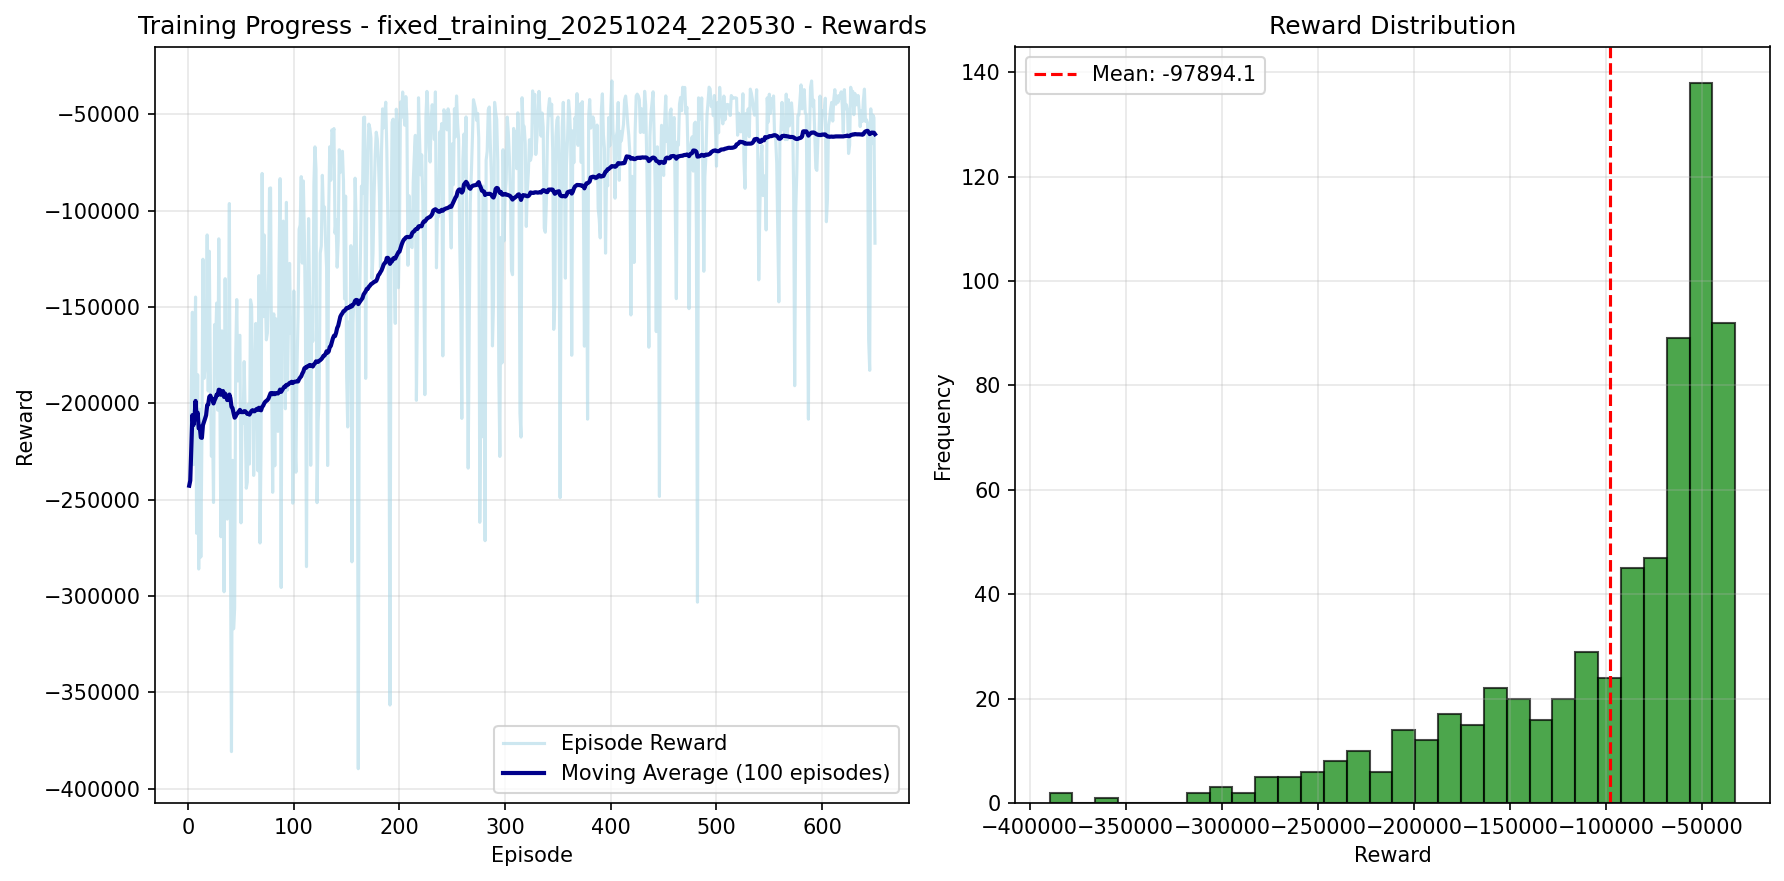 Training Progress - fixed_training_20251024_220530 - Rewards
−50000
−100000
−150000
−200000
−250000
−300000
−350000
−400000
Reward
0 100 200 300 400 500 600
Episode
Episode Reward
Moving Average (100 episodes)
Reward Distribution
Mean: -97894.1
140
120
100
80
60
40
20
0
Frequency
−400000 −350000 −300000 −250000 −200000 −150000 −100000 −50000
Reward